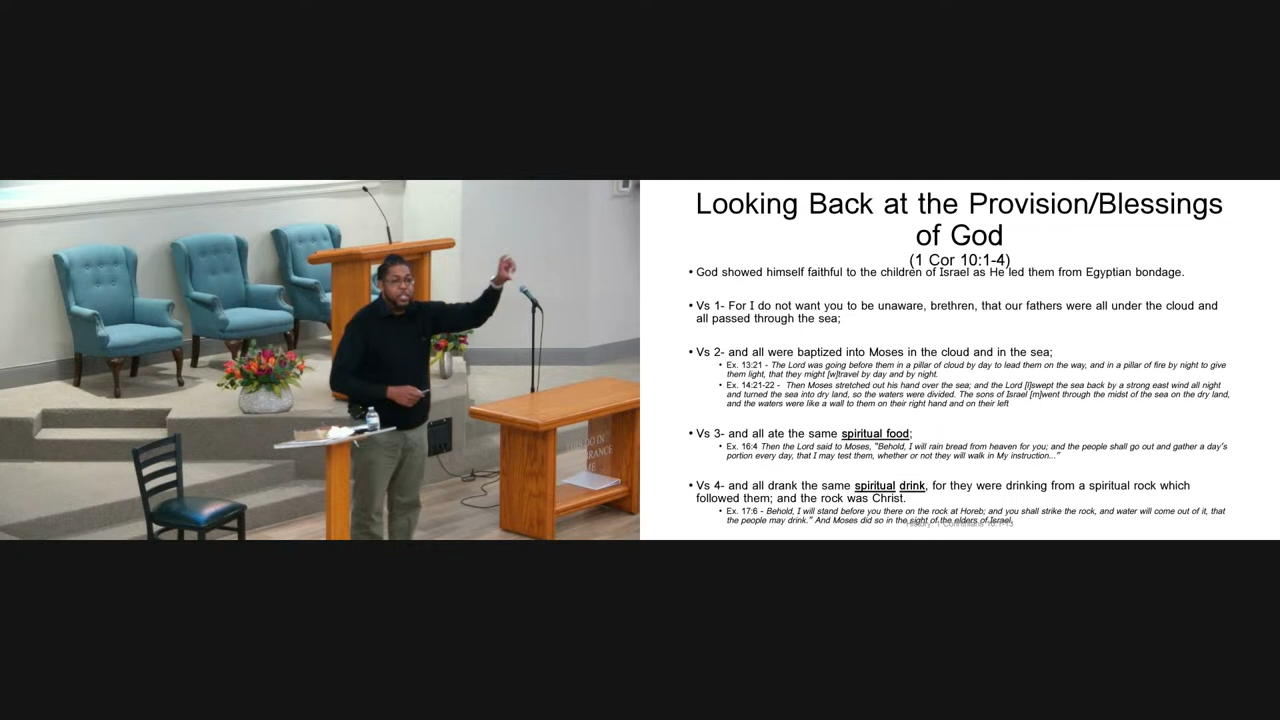 Looking Back at the Provision/Blessings
of God
(1 Cor 10:1-4)
• God showed himself faithful to the children of Israel as He led them from Egyptian bondage.
• Vs 1- For I do not want you to be unaware, brethren, that our fathers were all under the cloud and
all passed through the sea;
• Vs 2- and all were baptized into Moses in the cloud and in the sea;
• Ex. 13:21 - The Lord was going before them in a pillar of cloud by day to lead them on the way, and in a pillar of fire by night to give
them light, that they might [w]travel by day and by night.
• Ex. 14:21-22 - Then Moses stretched out his hand over the sea; and the Lord [l]swept the sea back by a strong east wind all night
and turned the sea into dry land, so the waters were divided. The sons of Israel [m]went through the midst of the sea on the dry land,
and the waters were like a wall to them on their right hand and on their left
• Vs 3- and all ate the same spiritual food;
• Ex. 16:4 Then the Lord said to Moses, "Behold, I will rain bread from heaven for you; and the people shall go out and gather a day's
portion every day, that I may test them, whether or not they will walk in My instruction..."
• Vs 4- and all drank the same spiritual drink, for they were drinking from a spiritual rock which
followed them; and the rock was Christ.
• Ex. 17:6 - Behold, I will stand before you there on the rock at Horeb; and you shall strike the rock, and water will come out of it, that
the people may drink." And Moses did so in the sight of the elders of Israel.
THIS DO IN